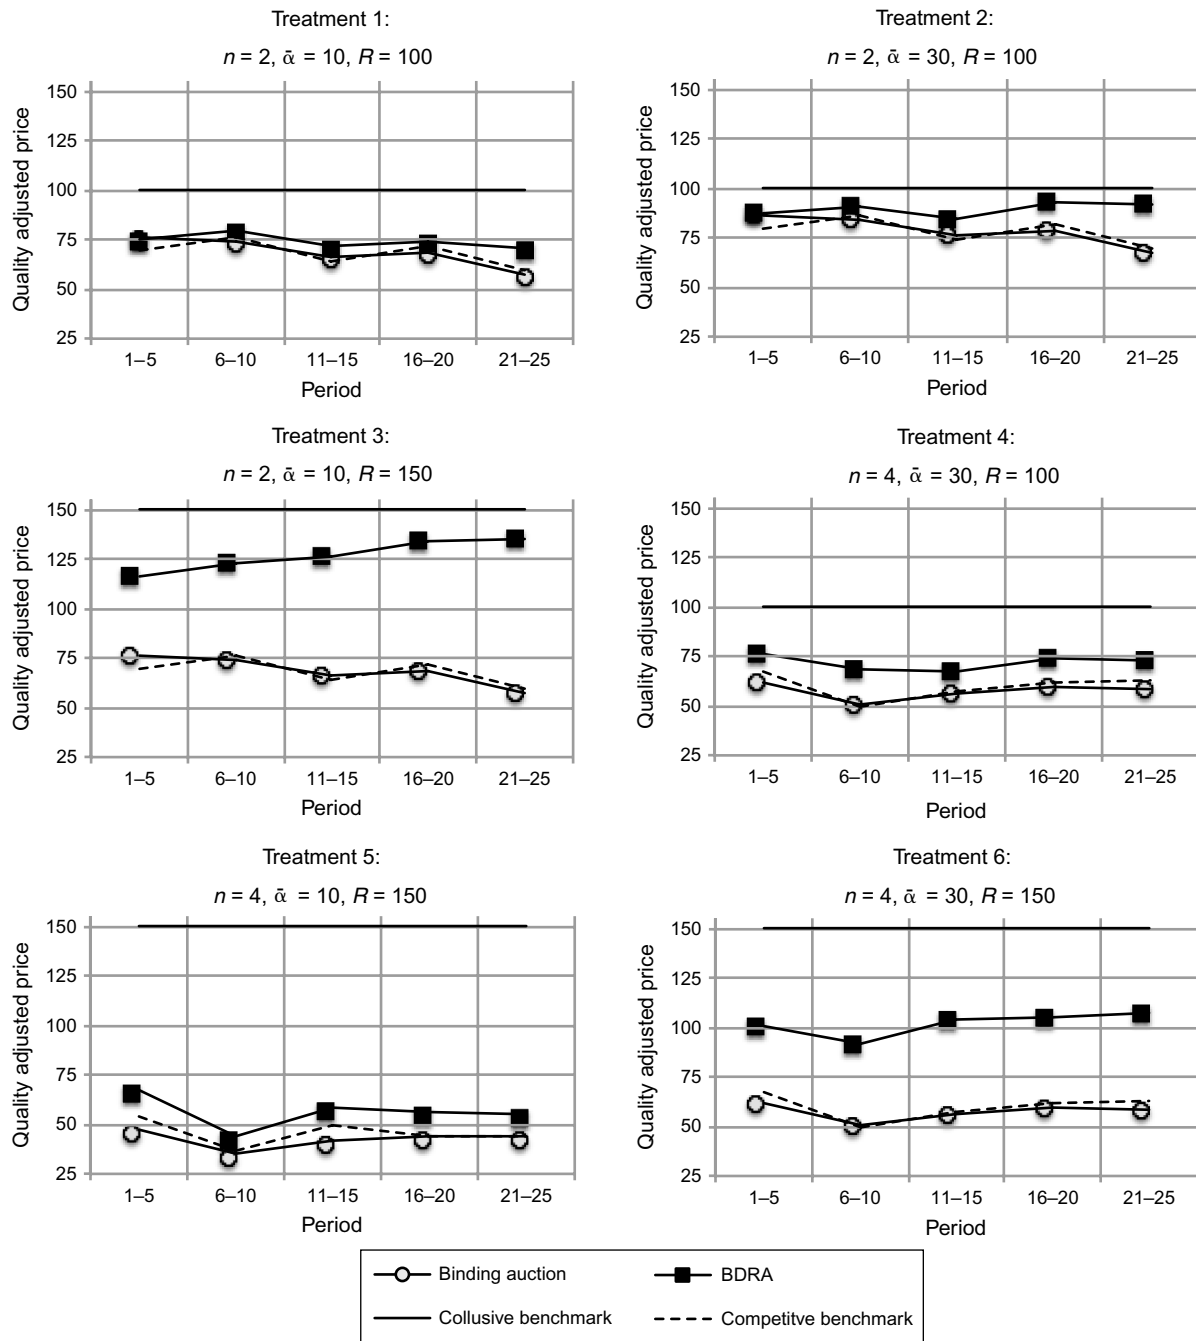 Treatment 1:
n = 2, ᾱ = 10, R = 100
150
125
100
75
50
25
Quality adjusted price
1–5 6–10 11–15 16–20 21–25
Period
Treatment 2:
n = 2, ᾱ = 30, R = 100
150
125
100
75
50
25
Quality adjusted price
1–5 6–10 11–15 16–20 21–25
Period
Treatment 3:
n = 2, ᾱ = 10, R = 150
150
125
100
75
50
25
Quality adjusted price
1–5 6–10 11–15 16–20 21–25
Period
Treatment 4:
n = 4, ᾱ = 30, R = 100
150
125
100
75
50
25
Quality adjusted price
1–5 6–10 11–15 16–20 21–25
Period
Treatment 5:
n = 4, ᾱ = 10, R = 150
150
125
100
75
50
25
Quality adjusted price
1–5 6–10 11–15 16–20 21–25
Period
Treatment 6:
n = 4, ᾱ = 30, R = 150
150
125
100
75
50
25
Quality adjusted price
1–5 6–10 11–15 16–20 21–25
Period
Binding auction BDRA
Collusive benchmark Competitve benchmark